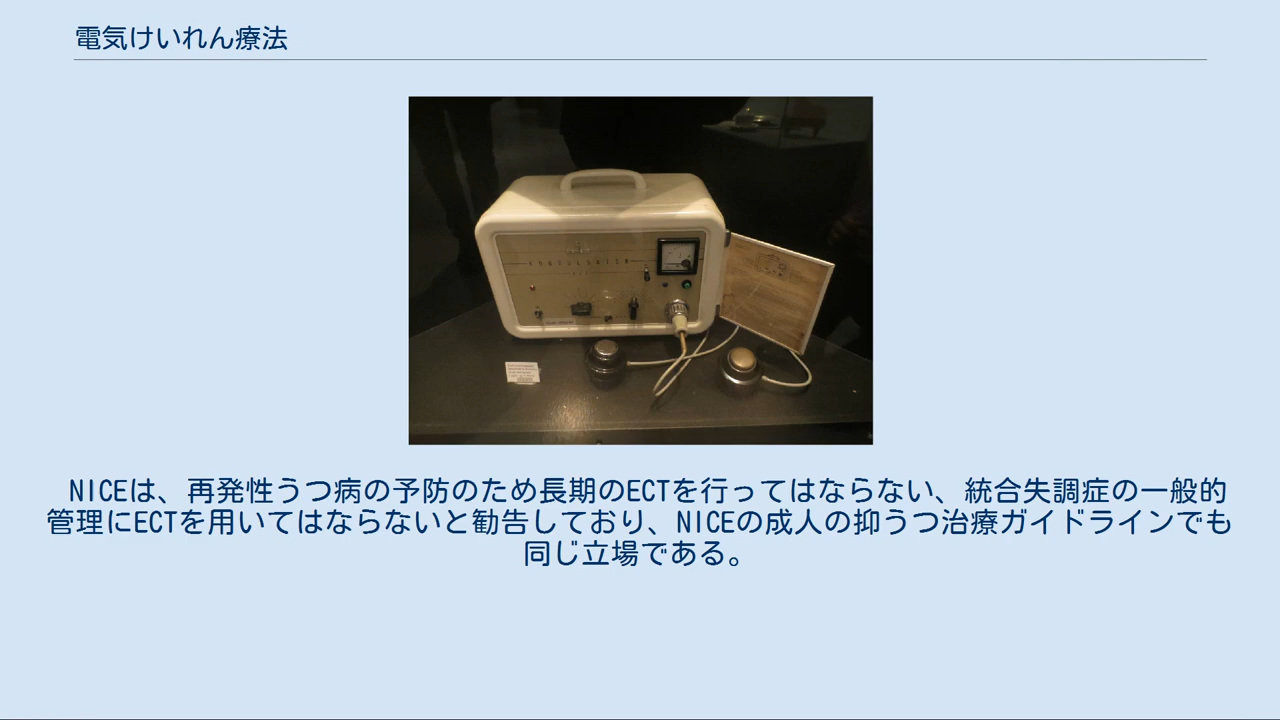 電気けいれん療法
CONVULSATOR
NICEは、再発性うつ病の予防のため長期のECTを行ってはならない、統合失調症の一般的
管理にECTを用いてはならないと勧告しており、NICEの成人の抑うつ治療ガイドラインでも
同じ立場である。